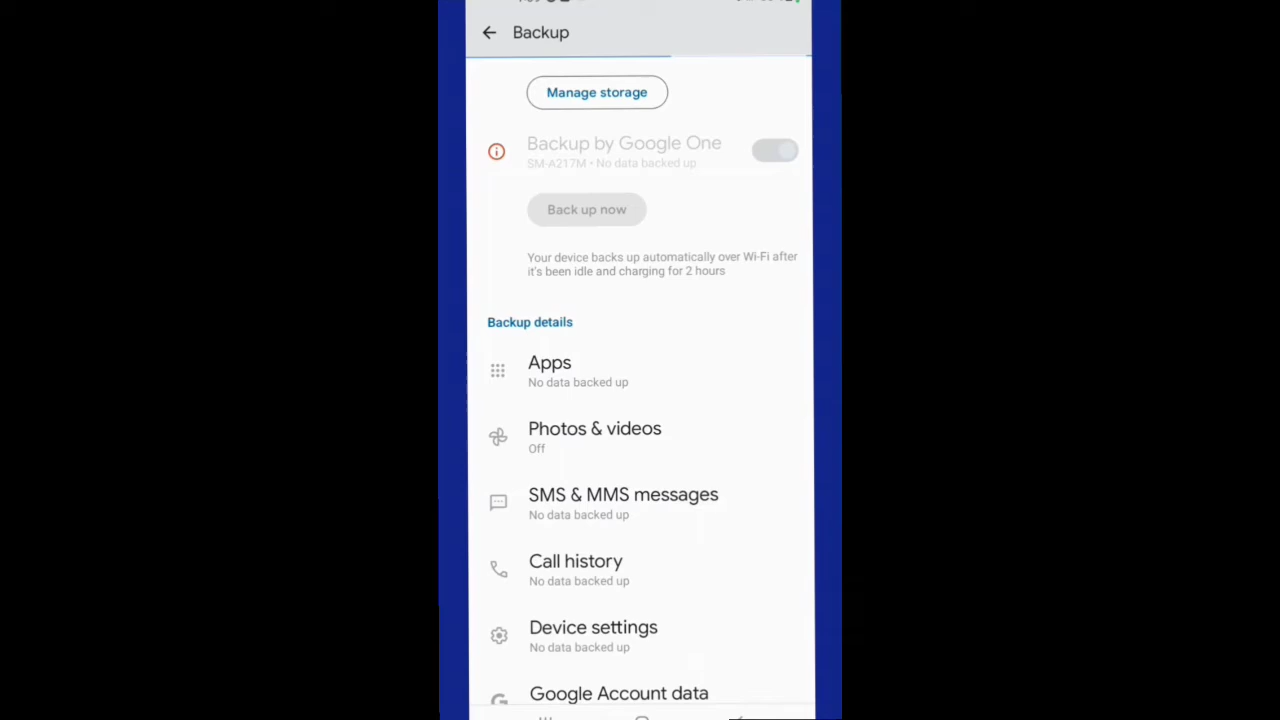 Backup
Manage storage
Backup by Google One
SM-A217M • No data backed up
Back up now
Your device backs up automatically over Wi-Fi after
it's been idle and charging for 2 hours
Backup details
Apps
No data backed up
Photos & videos
Off
SMS & MMS messages
No data backed up
Call history
No data backed up
Device settings
No data backed up
Google Account data